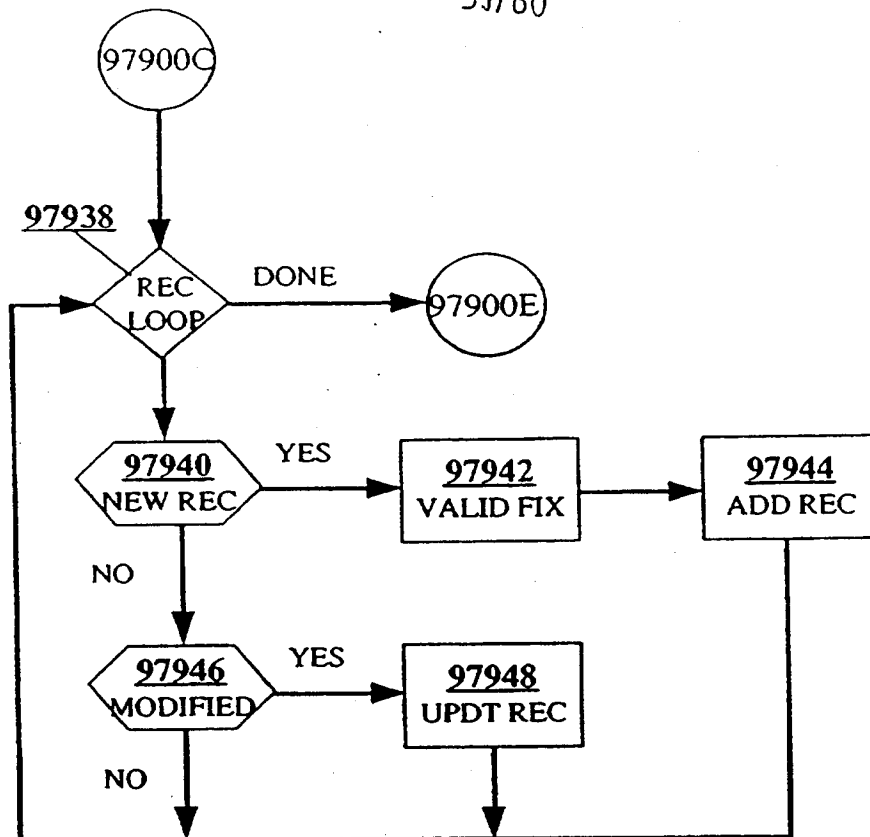 97900C
97938
REC
LOOP
DONE
97900E
97940
NEW REC
YES
97942
VALID FIX
97944
ADD REC
NO
97946
MODIFIED
YES
97948
UPDT REC
NO